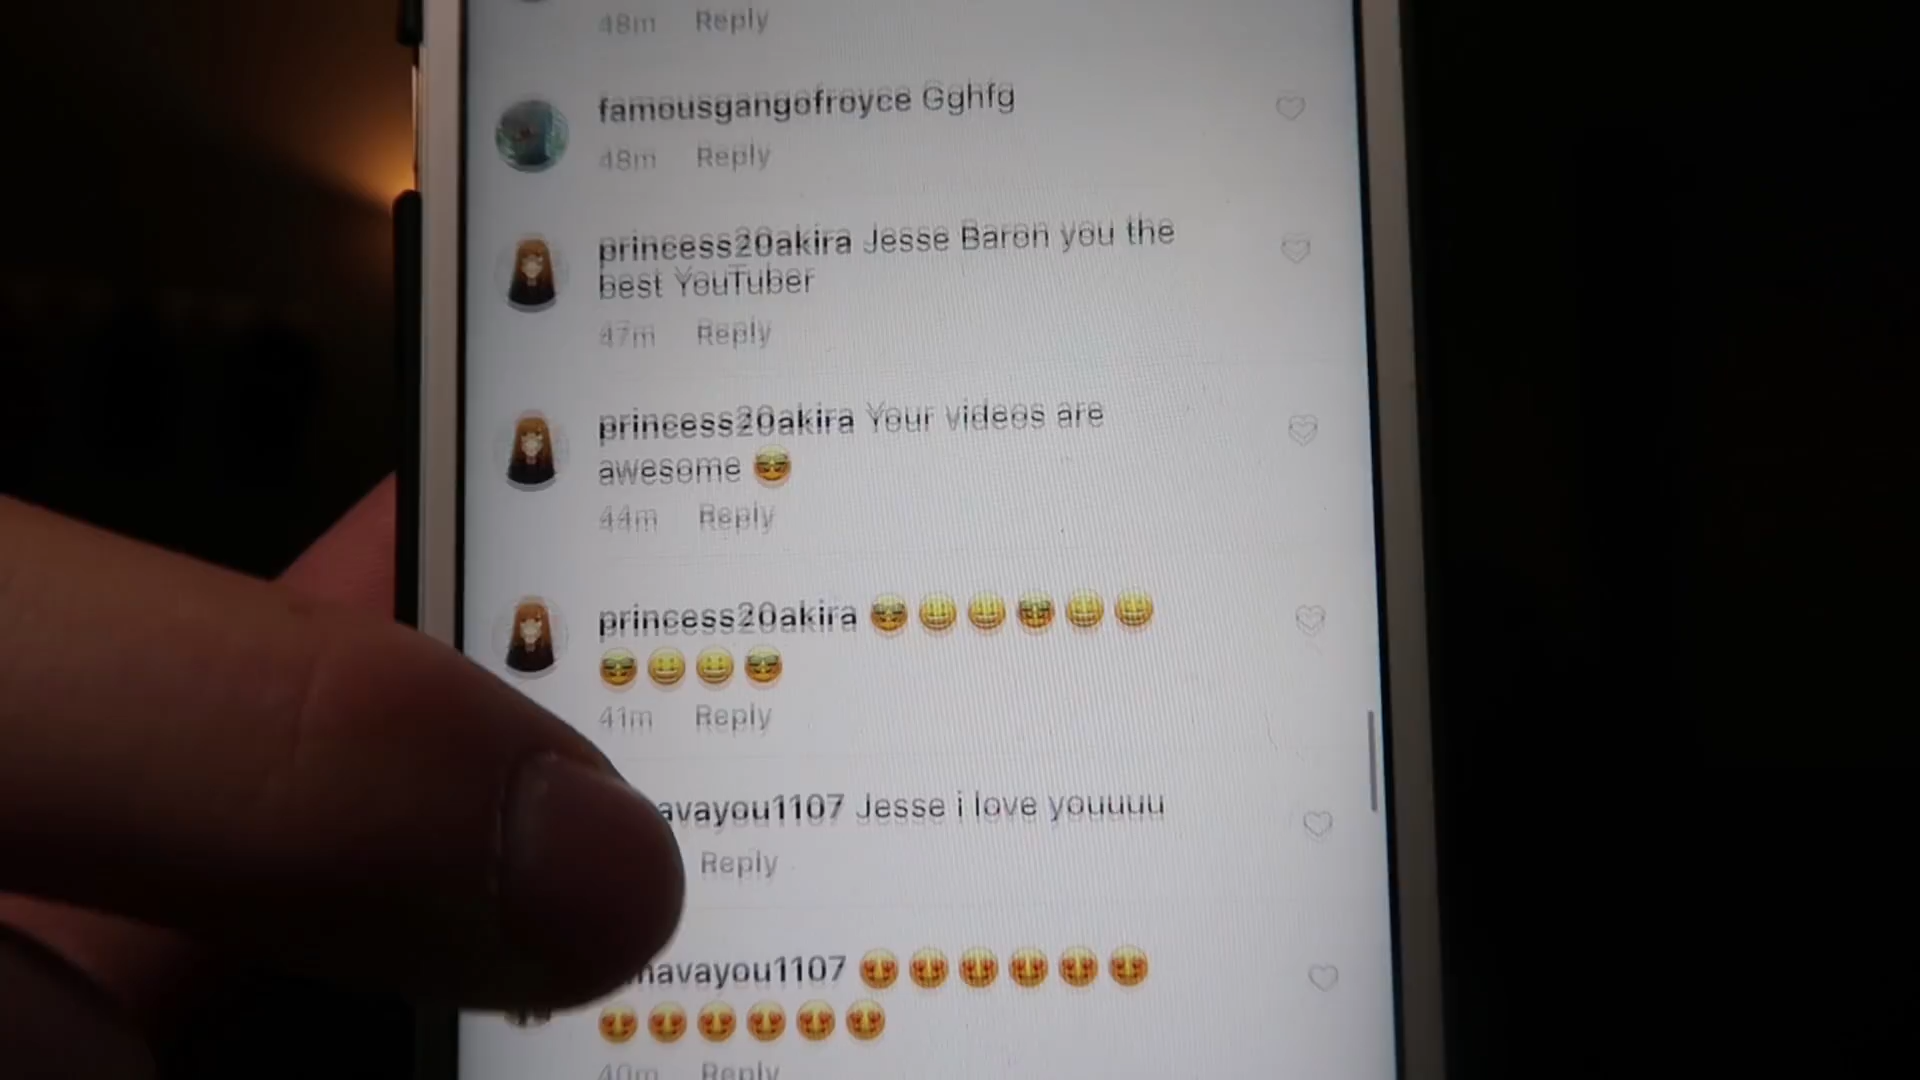 48m Reply
famousgangofroyce Gghfg
48m Reply
princess20akira Jesse Baron you the
best YouTuber
47m Reply
princess20akira Your videos are
awesome 😎
44m Reply
princess20akira 😎😀😀😎😀😀
😎😀😀😎
41m Reply
avayou1107 Jesse i love youuuu
Reply
havayou1107 😍😍😍😍😍😍
😍😍😍😍😍😍
40m Reply